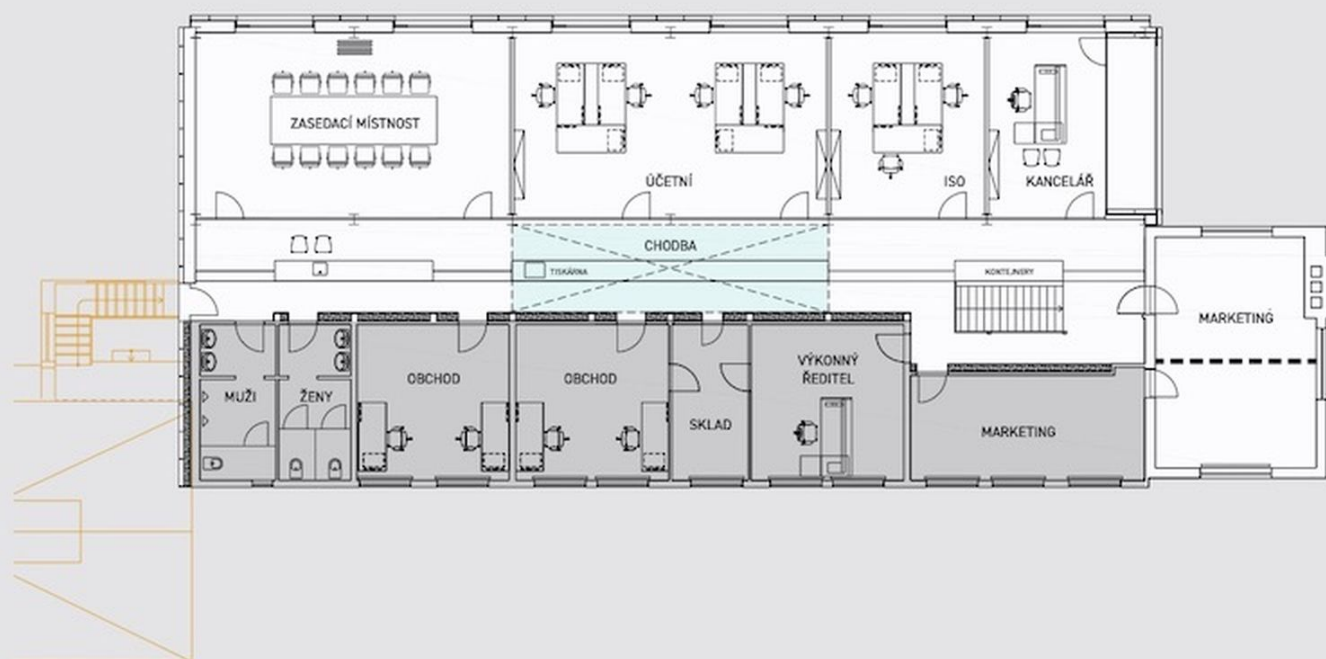 ZASEDACÍ MÍSTNOST
ÚČETNÍ
ISO
KANCELÁŘ
CHODBA
TISKÁRNA
KONTEJNERY
MARKETING
MUŽI
ŽENY
OBCHOD
OBCHOD
SKLAD
VÝKONNÝ
ŘEDITEL
MARKETING